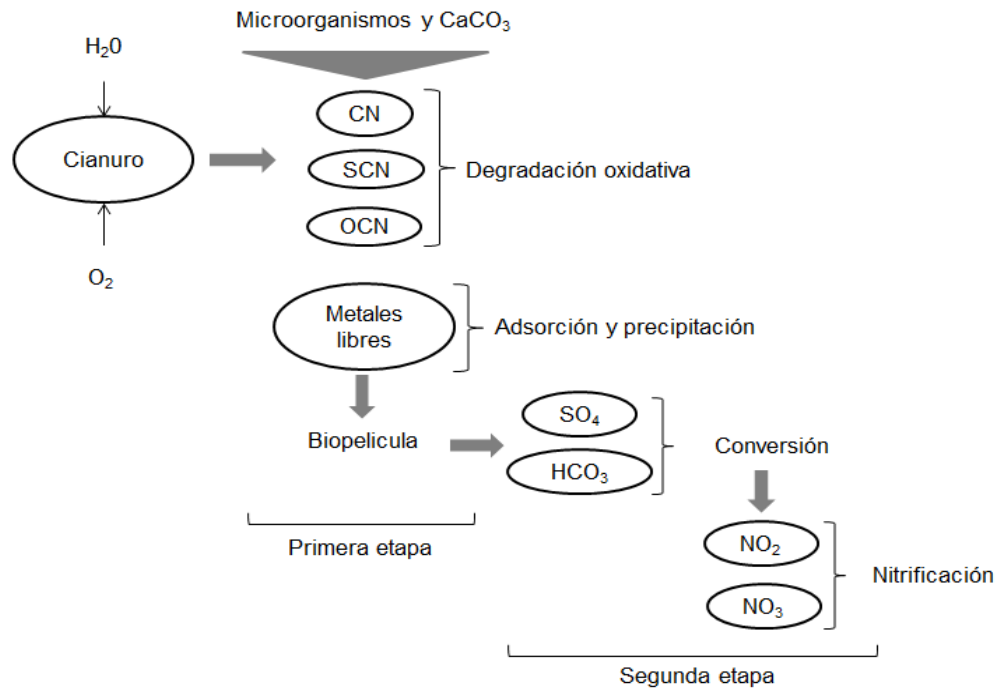 Microorganismos y CaCO₃
H₂0
CN
Cianuro
SCN
Degradación oxidativa
OCN
O₂
Metales
libres
Adsorción y precipitación
SO₄
Biopelicula
Conversión
HCO₃
Primera etapa
NO₂
Nitrificación
NO₃
Segunda etapa